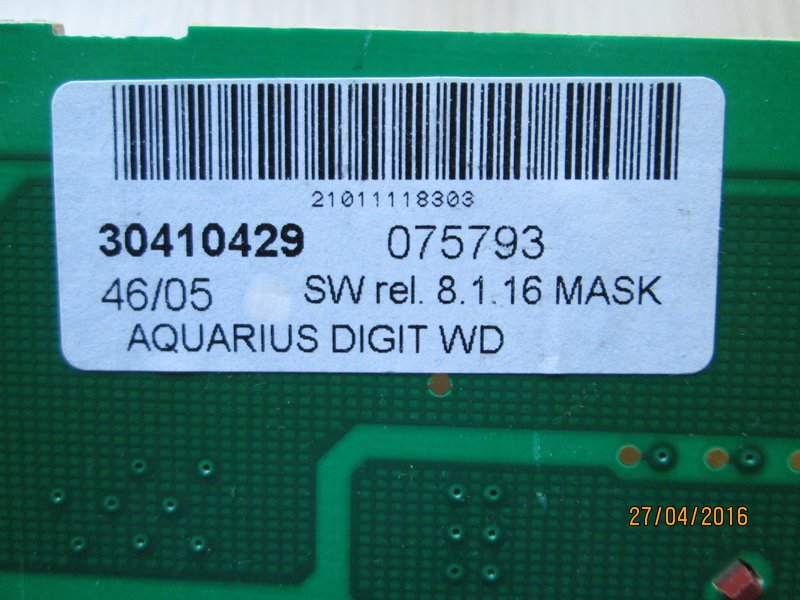 21011118303
30410429 075793
46/05 SW rel. 8.1.16 MASK
AQUARIUS DIGIT WD
27/04/2016